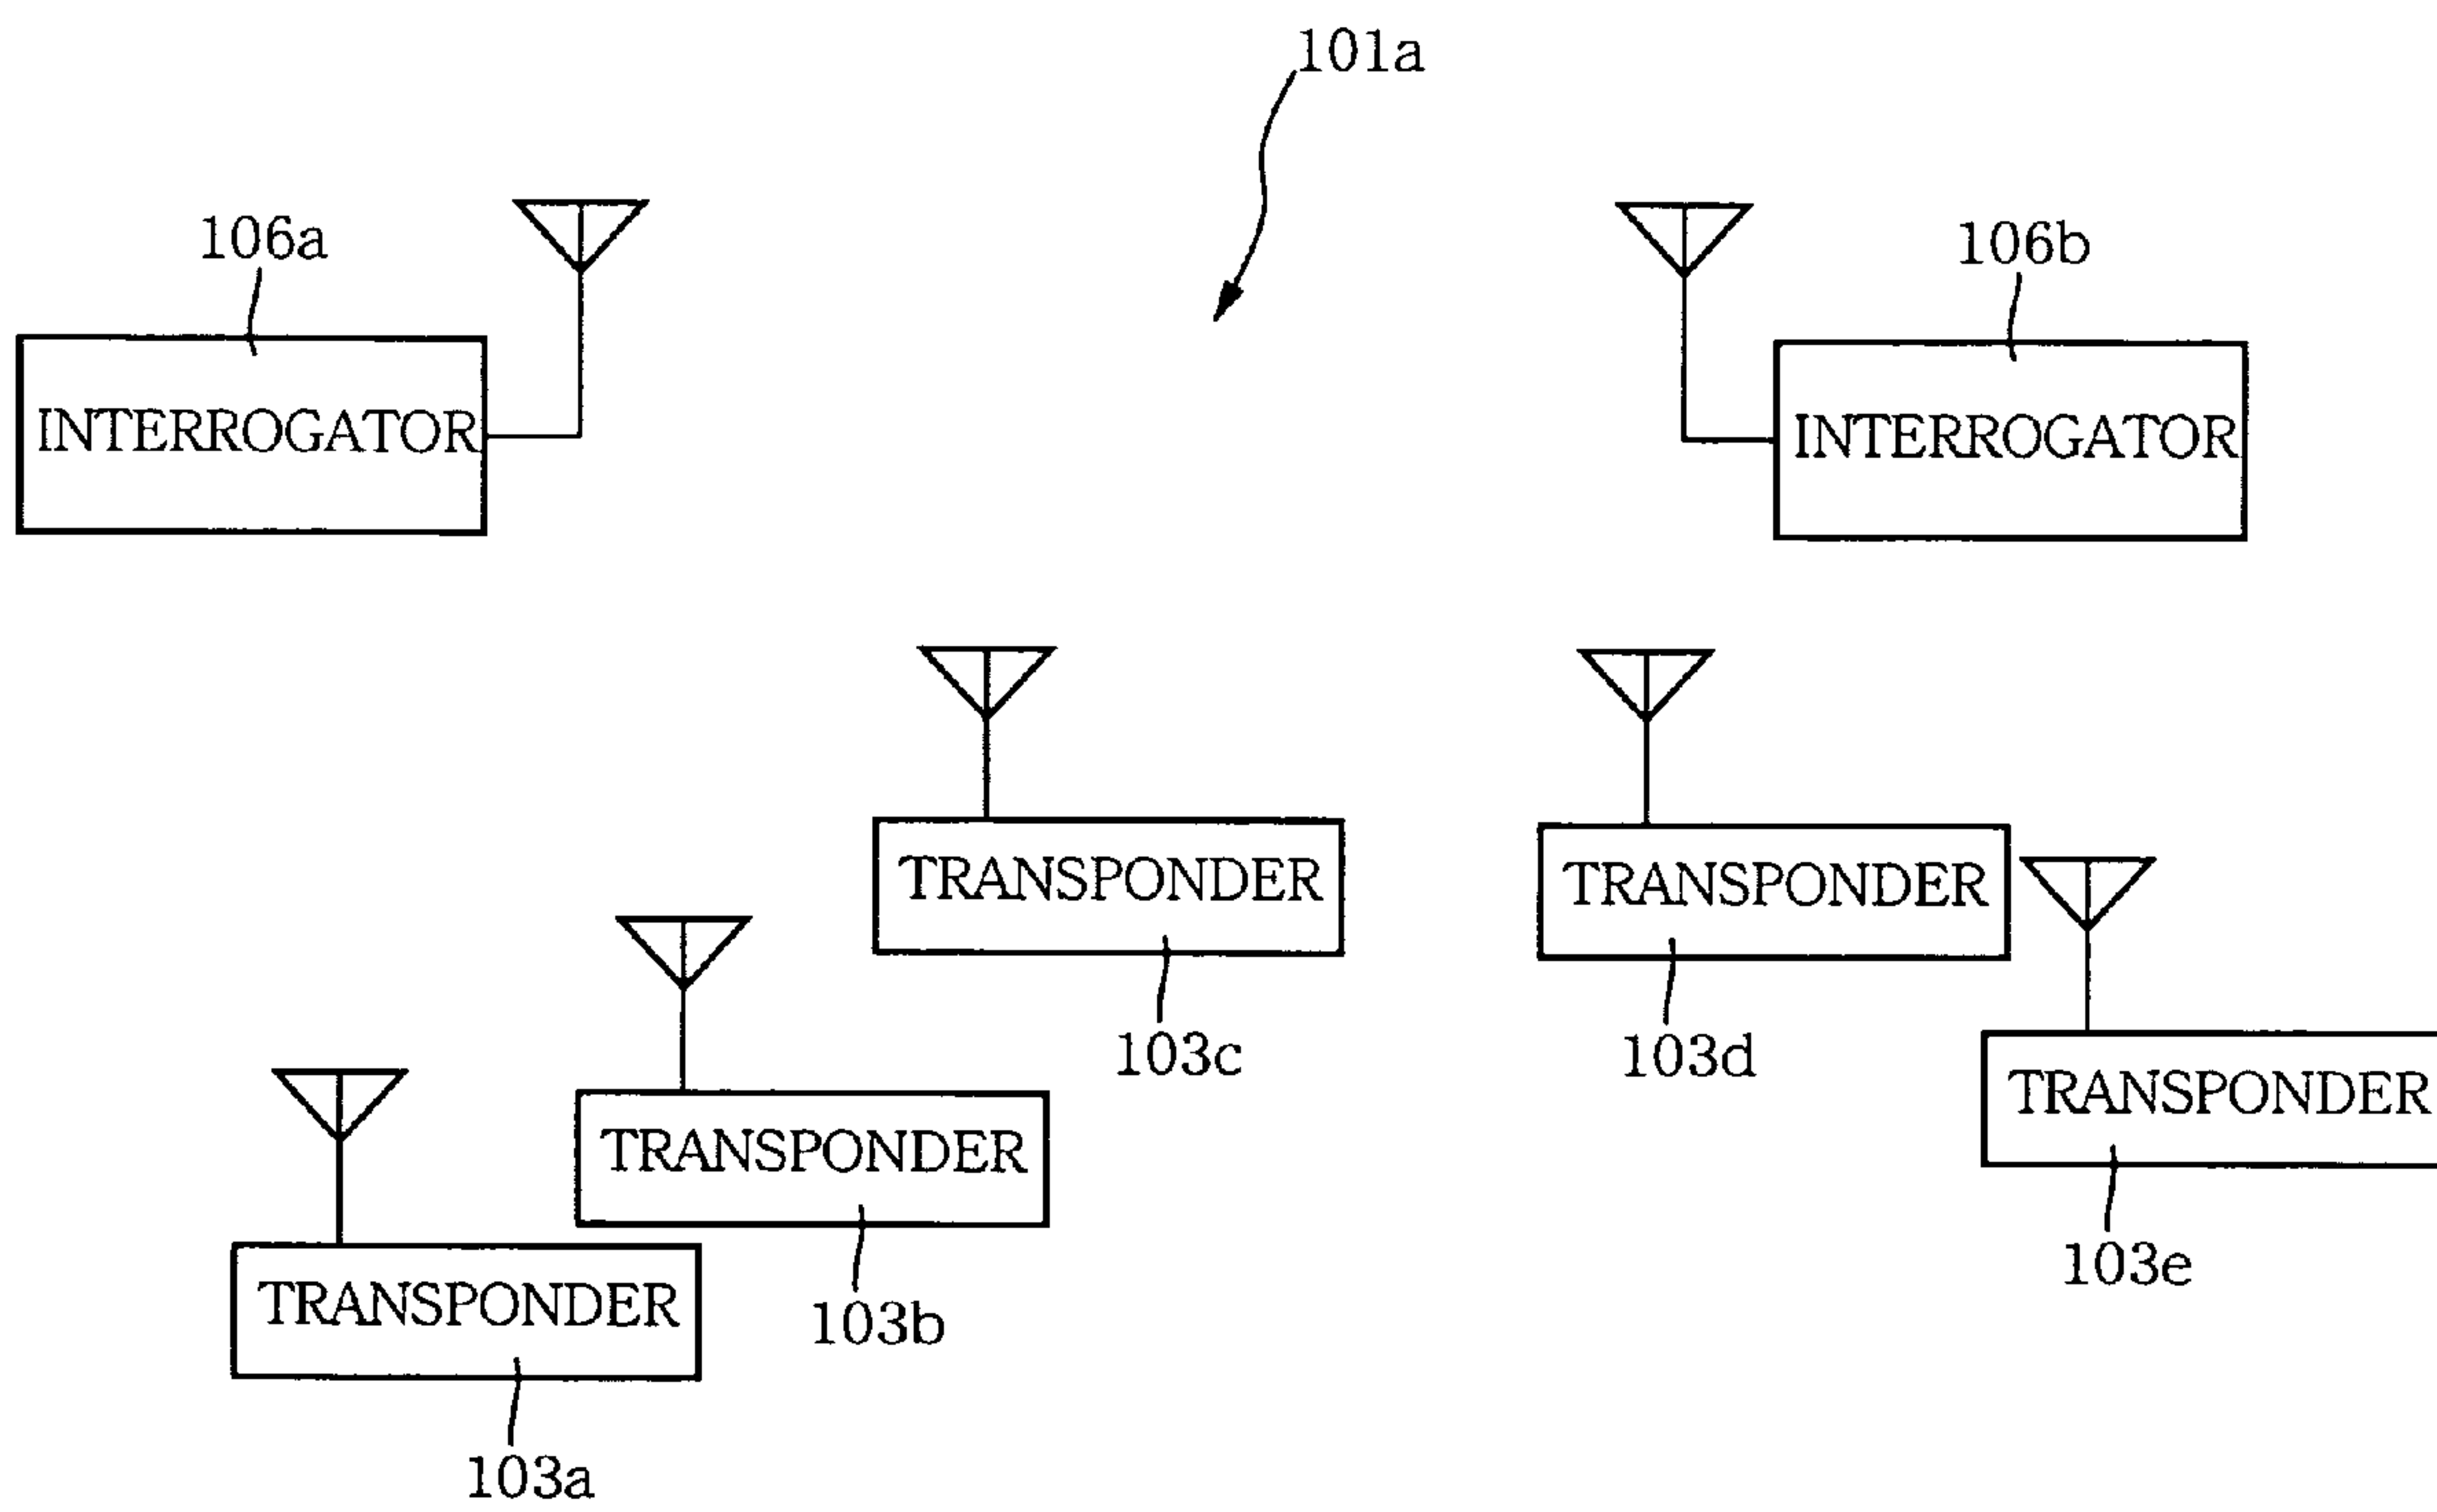 101a
106a
106b
INTERROGATOR
INTERROGATOR
TRANSPONDER
TRANSPONDER
103c
103d
TRANSPONDER
TRANSPONDER
103e
103b
TRANSPONDER
103a